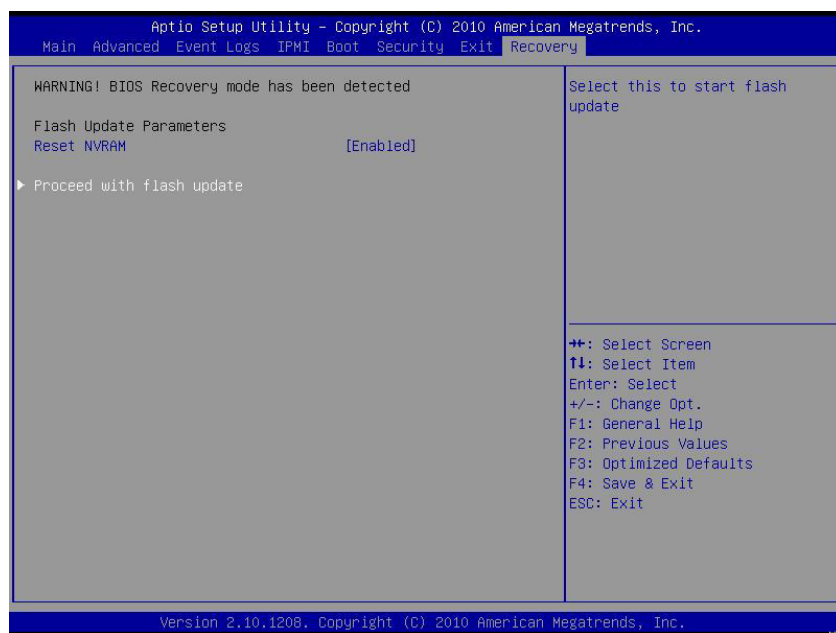 Aptio Setup Utility – Copyright (C) 2010 American Megatrends, Inc.
Main Advanced Event Logs IPMI Boot Security Exit Recovery
WARNING! BIOS Recovery mode has been detected
Flash Update Parameters
Reset NVRAM [Enabled]
▶ Proceed with flash update
Select this to start flash
update
→←: Select Screen
↑↓: Select Item
Enter: Select
+/-: Change Opt.
F1: General Help
F2: Previous Values
F3: Optimized Defaults
F4: Save & Exit
ESC: Exit
Version 2.10.1208. Copyright (C) 2010 American Megatrends, Inc.